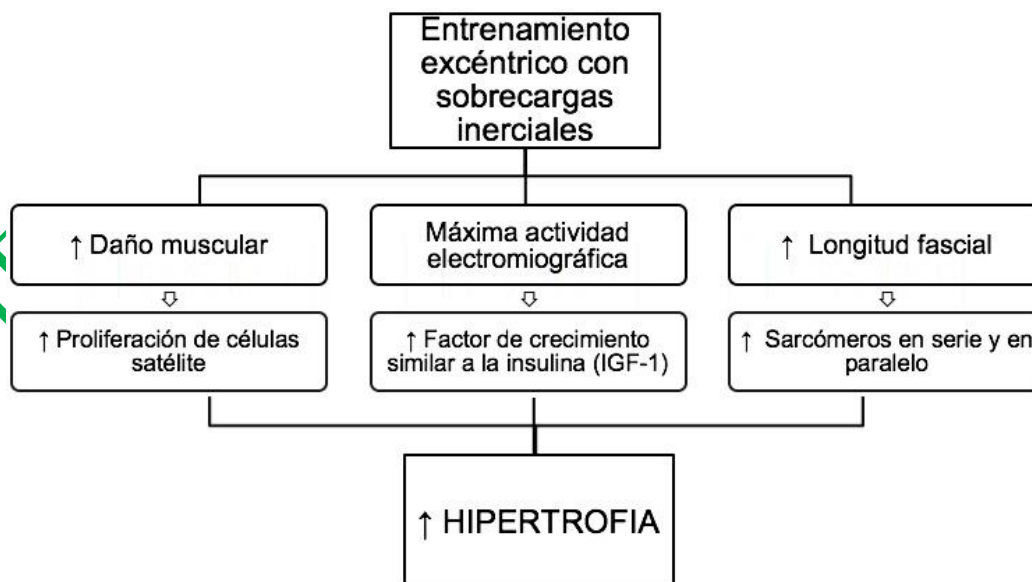 Entrenamiento
excéntrico con
sobrecargas
inerciales
↑ Daño muscular
Máxima actividad
electromiográfica
↑ Longitud fascial
↑ Proliferación de células
satélite
↑ Factor de crecimiento
similar a la insulina (IGF-1)
↑ Sarcómeros en serie y en
paralelo
↑ HIPERTROFIA